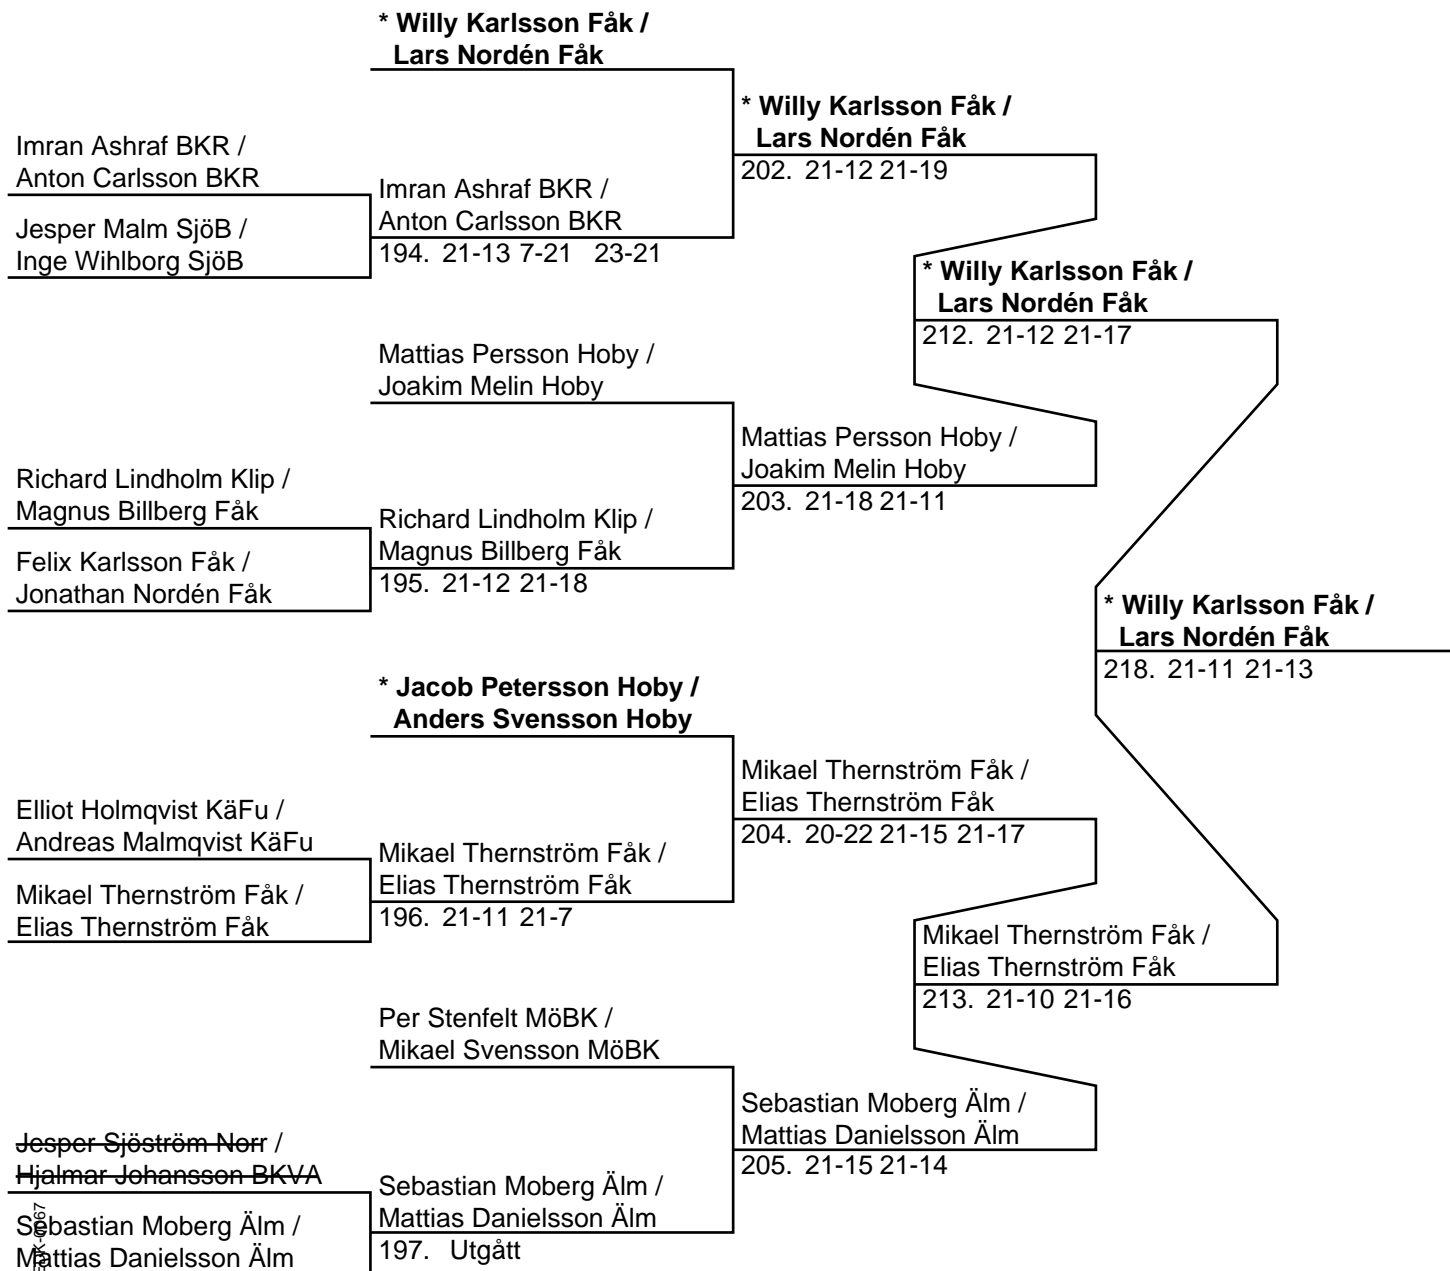 * Willy Karlsson Fåk /
Lars Nordén Fåk
* Willy Karlsson Fåk /
Lars Nordén Fåk
202. 21-12 21-19
Imran Ashraf BKR /
Anton Carlsson BKR
Imran Ashraf BKR /
Anton Carlsson BKR
194. 21-13 7-21 23-21
Jesper Malm SjöB /
Inge Wihlborg SjöB
* Willy Karlsson Fåk /
Lars Nordén Fåk
212. 21-12 21-17
Mattias Persson Hoby /
Joakim Melin Hoby
Mattias Persson Hoby /
Joakim Melin Hoby
203. 21-18 21-11
Richard Lindholm Klip /
Magnus Billberg Fåk
Richard Lindholm Klip /
Magnus Billberg Fåk
195. 21-12 21-18
Felix Karlsson Fåk /
Jonathan Nordén Fåk
* Willy Karlsson Fåk /
Lars Nordén Fåk
218. 21-11 21-13
* Jacob Petersson Hoby /
Anders Svensson Hoby
Mikael Thernström Fåk /
Elias Thernström Fåk
204. 20-22 21-15 21-17
Elliot Holmqvist KäFu /
Andreas Malmqvist KäFu
Mikael Thernström Fåk /
Elias Thernström Fåk
196. 21-11 21-7
Mikael Thernström Fåk /
Elias Thernström Fåk
Mikael Thernström Fåk /
Elias Thernström Fåk
213. 21-10 21-16
Per Stenfelt MöBK /
Mikael Svensson MöBK
Sebastian Moberg Älm /
Mattias Danielsson Älm
205. 21-15 21-14
Jesper Sjöström Norr /
Hjalmar Johansson BKVA
Sebastian Moberg Älm /
Mattias Danielsson Älm
197. Utgått
Sebastian Moberg Älm /
Mattias Danielsson Älm